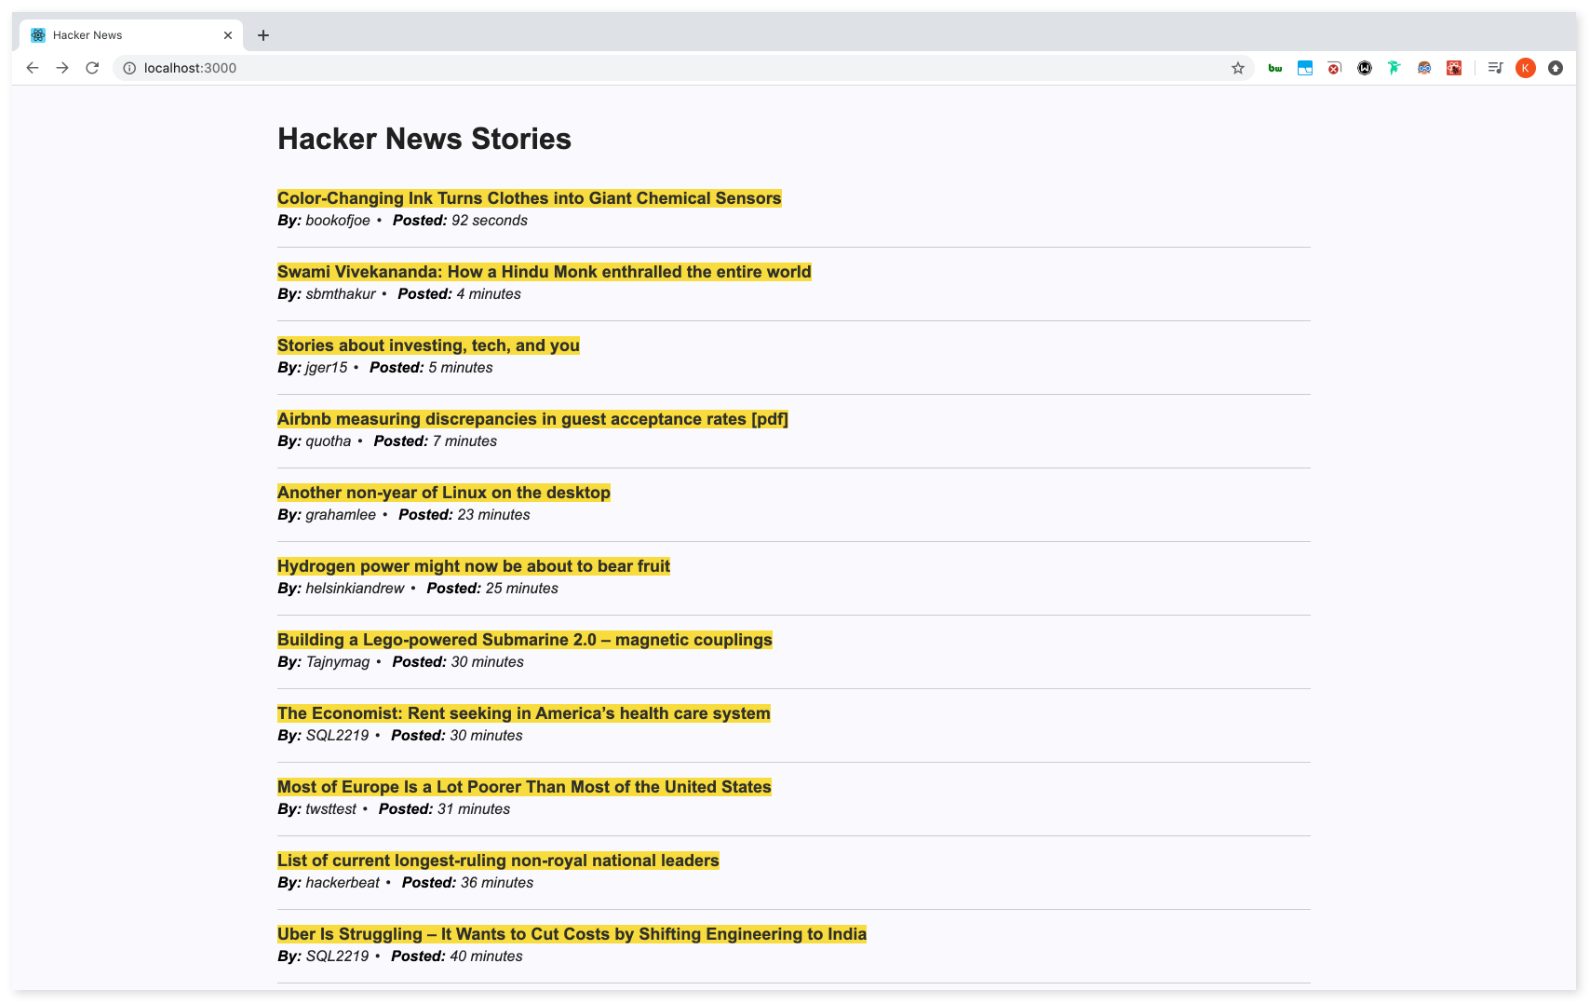 Hacker News
localhost:3000
bw
K
Hacker News Stories
Color-Changing Ink Turns Clothes into Giant Chemical Sensors
By: bookofjoe • Posted: 92 seconds
Swami Vivekananda: How a Hindu Monk enthralled the entire world
By: sbmthakur • Posted: 4 minutes
Stories about investing, tech, and you
By: jger15 • Posted: 5 minutes
Airbnb measuring discrepancies in guest acceptance rates [pdf]
By: quotha • Posted: 7 minutes
Another non-year of Linux on the desktop
By: grahamlee • Posted: 23 minutes
Hydrogen power might now be about to bear fruit
By: helsinkiandrew • Posted: 25 minutes
Building a Lego-powered Submarine 2.0 – magnetic couplings
By: Tajnymag • Posted: 30 minutes
The Economist: Rent seeking in America’s health care system
By: SQL2219 • Posted: 30 minutes
Most of Europe Is a Lot Poorer Than Most of the United States
By: twsttest • Posted: 31 minutes
List of current longest-ruling non-royal national leaders
By: hackerbeat • Posted: 36 minutes
Uber Is Struggling – It Wants to Cut Costs by Shifting Engineering to India
By: SQL2219 • Posted: 40 minutes